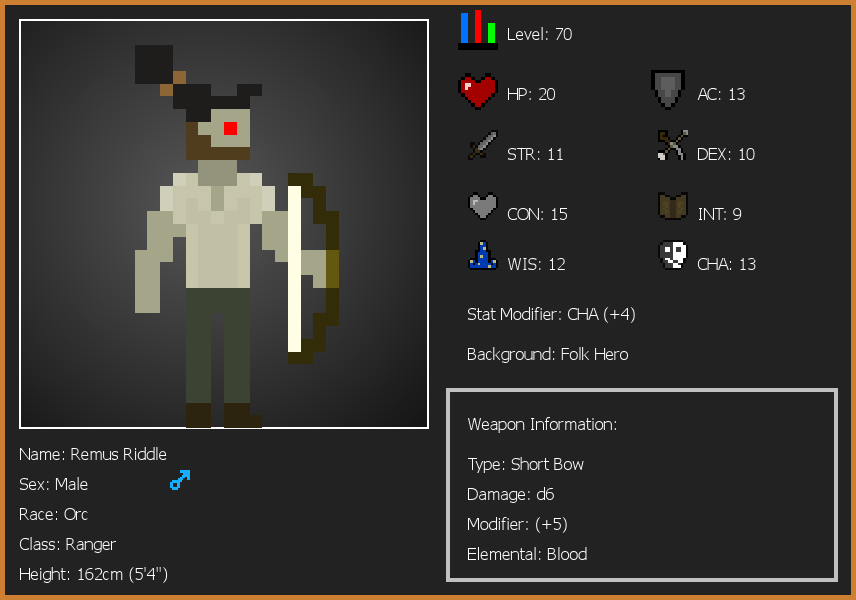 Level: 70
HP: 20
AC: 13
STR: 11
DEX: 10
CON: 15
INT: 9
WIS: 12
CHA: 13
Stat Modifier: CHA (+4)
Background: Folk Hero
Weapon Information:
Type: Short Bow
Damage: d6
Modifier: (+5)
Elemental: Blood
Name: Remus Riddle
Sex: Male
Race: Orc
Class: Ranger
Height: 162cm (5'4")